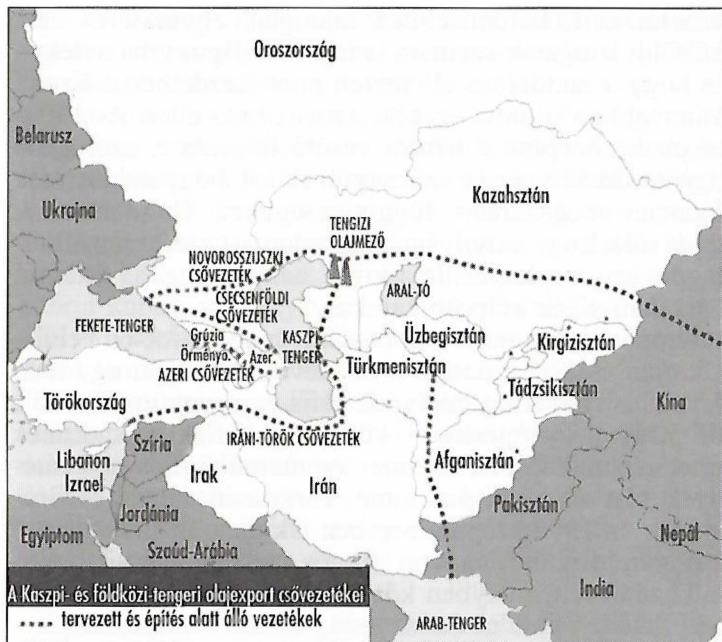 Oroszország
Belarusz
Ukrajna
Kazahsztán
TENGIZI
OLAJMEZŐ
NOVOROSSZIJSZKI
CSŐVEZETÉK
CSECSENFÖLDI
CSŐVEZETÉK
ARAL-TÓ
FEKETE-TENGER
Grúzia
Örményo.
Azer.
KASZPI
TENGER
Üzbegisztán
Kirgizisztán
Türkmenisztán
AZERI CSŐVEZETÉK
Tádzsikisztán
Törökország
Kína
IRÁNI-TÖRÖK CSŐVEZETÉK
Szíria
Libanon
Izrael
Irak
Irán
Afganisztán
Jordánia
Pakisztán
Egyiptom
Szaúd-Arábia
Nepál
India
A Kaszpi- és földközi-tengeri olajexport csővezetékei
tervezett és építés alatt álló vezetékek
ARAB-TENGER